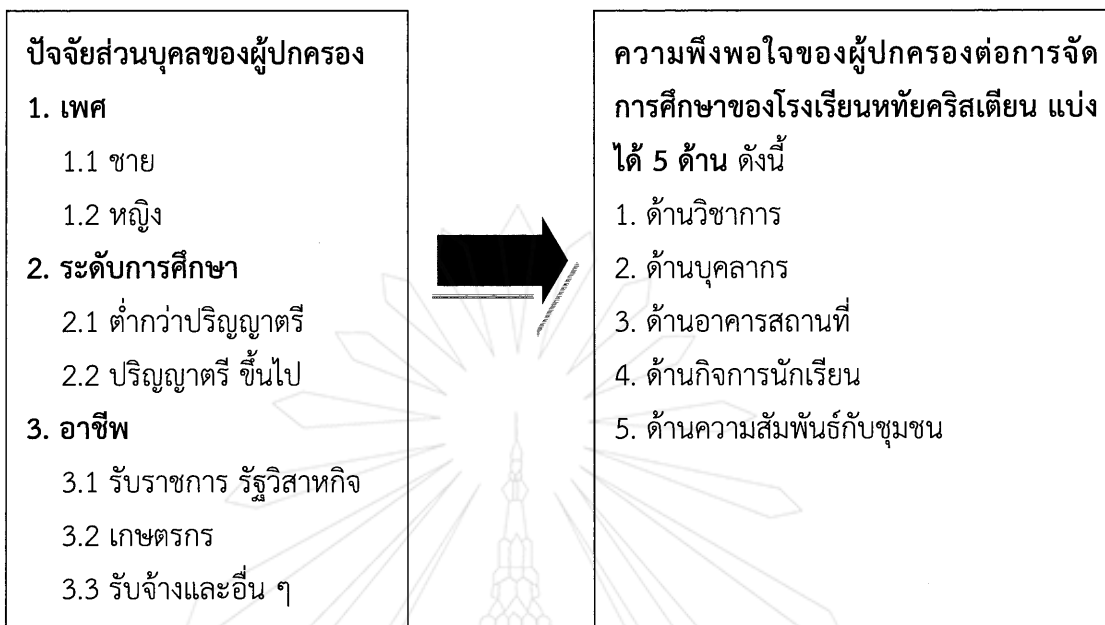 ปัจจัยส่วนบุคลของผู้ปกครอง
1. เพศ
1.1 ชาย
1.2 หญิง
2. ระดับการศึกษา
2.1 ต่ำกว่าปริญญาตรี
2.2 ปริญญาตรี ขึ้นไป
3. อาชีพ
3.1 รับราชการ รัฐวิสาหกิจ
3.2 เกษตรกร
3.3 รับจ้างและอื่น ๆ
ความพึงพอใจของผู้ปกครองต่อการจัด
การศึกษาของโรงเรียนหทัยคริสเตียน แบ่ง
ได้ 5 ด้าน ดังนี้
1. ด้านวิชาการ
2. ด้านบุคลากร
3. ด้านอาคารสถานที่
4. ด้านกิจการนักเรียน
5. ด้านความสัมพันธ์กับชุมชน